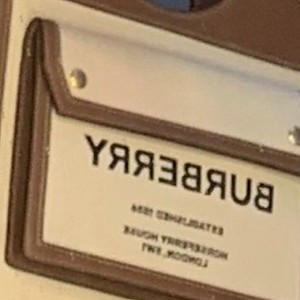 BURBERRY
ESTABLISHED 1856
HORSEFERRY HOUSE
LONDON, SW1